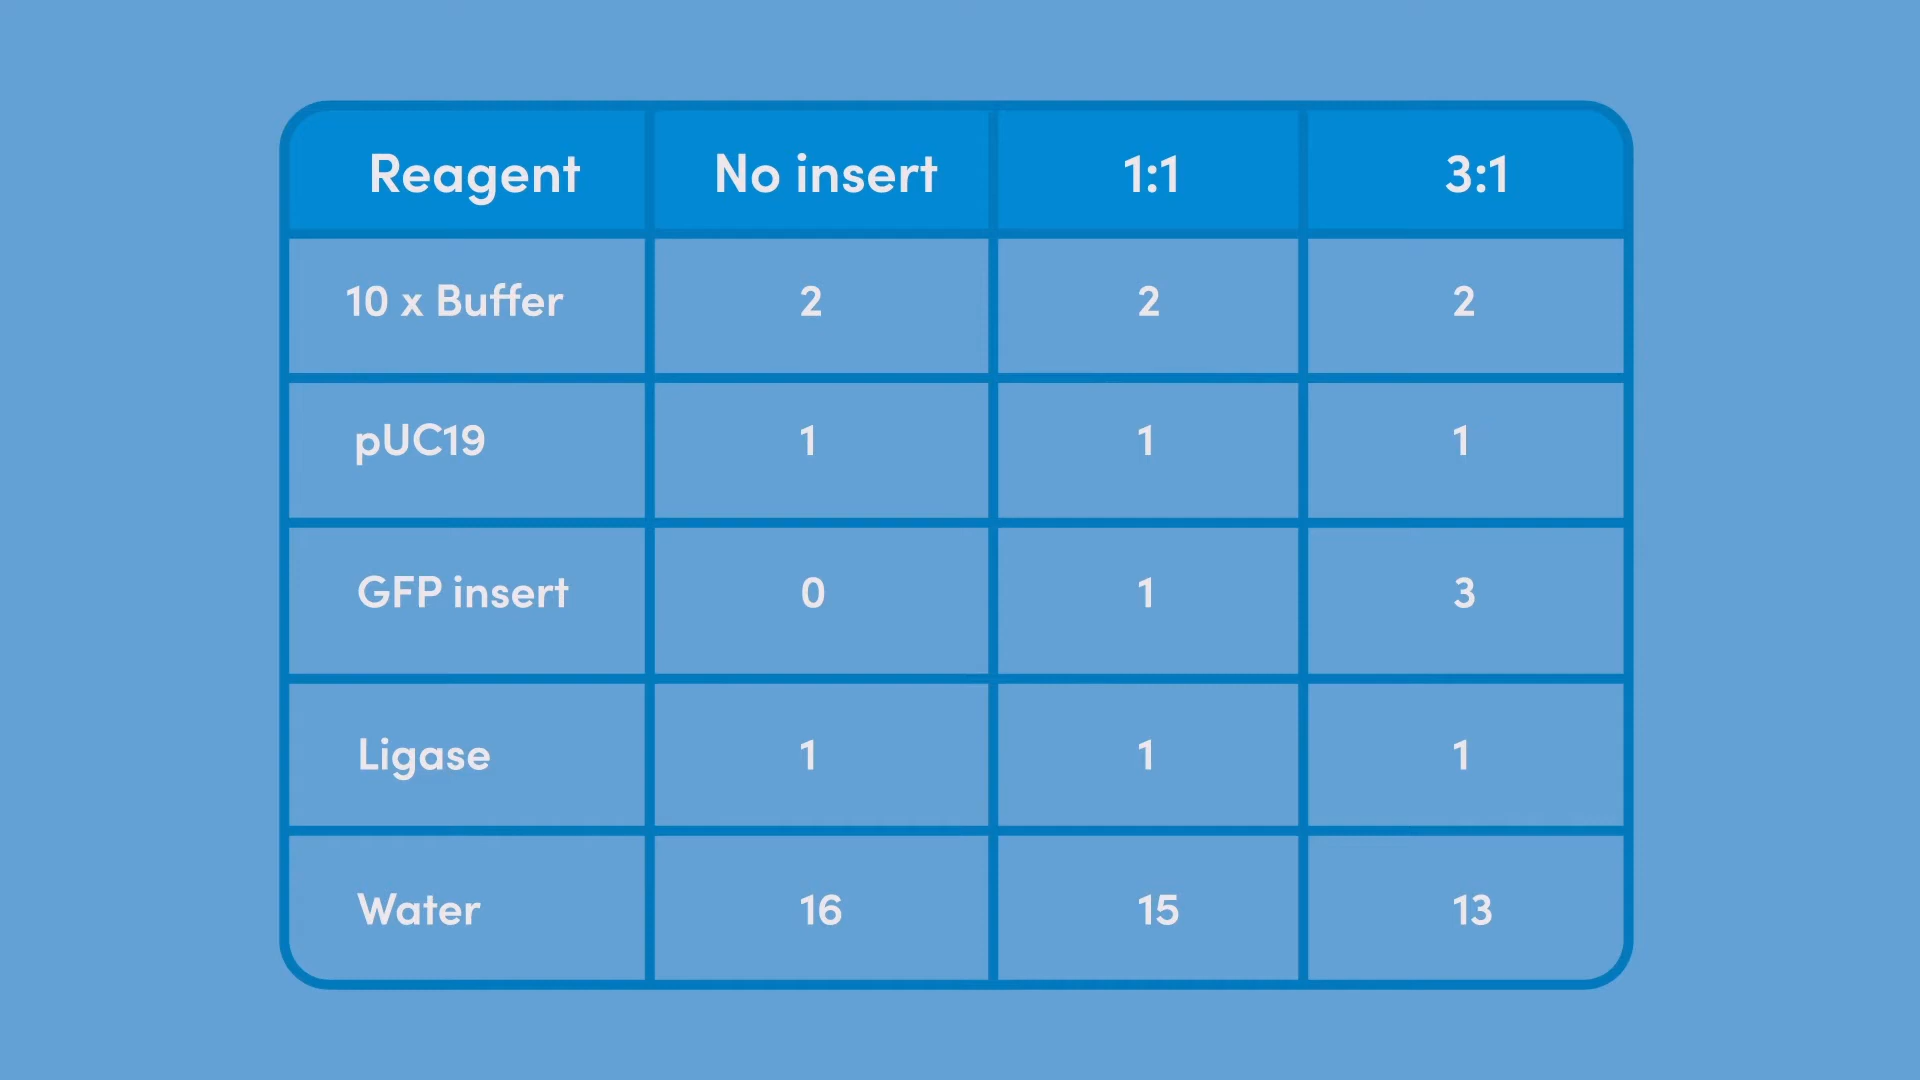 Reagent No insert 1:1 3:1
10 x Buffer 2 2 2
pUC19 1 1 1
GFP insert 0 1 3
Ligase 1 1 1
Water 16 15 13